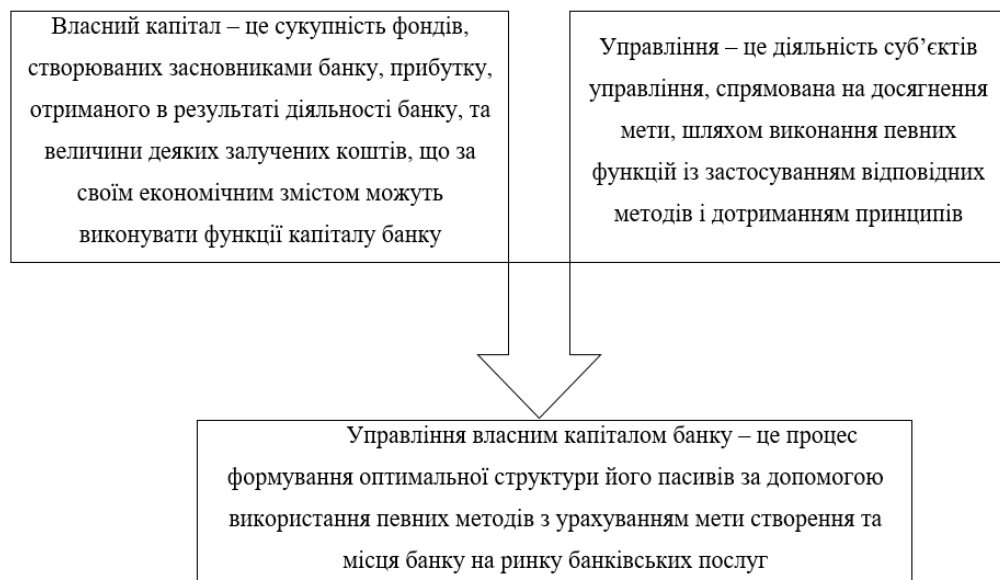 Власний капітал – це сукупність фондів,
створюваних засновниками банку, прибутку,
отриманого в результаті діяльності банку, та
величини деяких залучених коштів, що за
своїм економічним змістом можуть
виконувати функції капіталу банку
Управління – це діяльність суб’єктів
управління, спрямована на досягнення
мети, шляхом виконання певних
функцій із застосуванням відповідних
методів і дотриманням принципів
Управління власним капіталом банку – це процес
формування оптимальної структури його пасивів за допомогою
використання певних методів з урахуванням мети створення та
місця банку на ринку банківських послуг